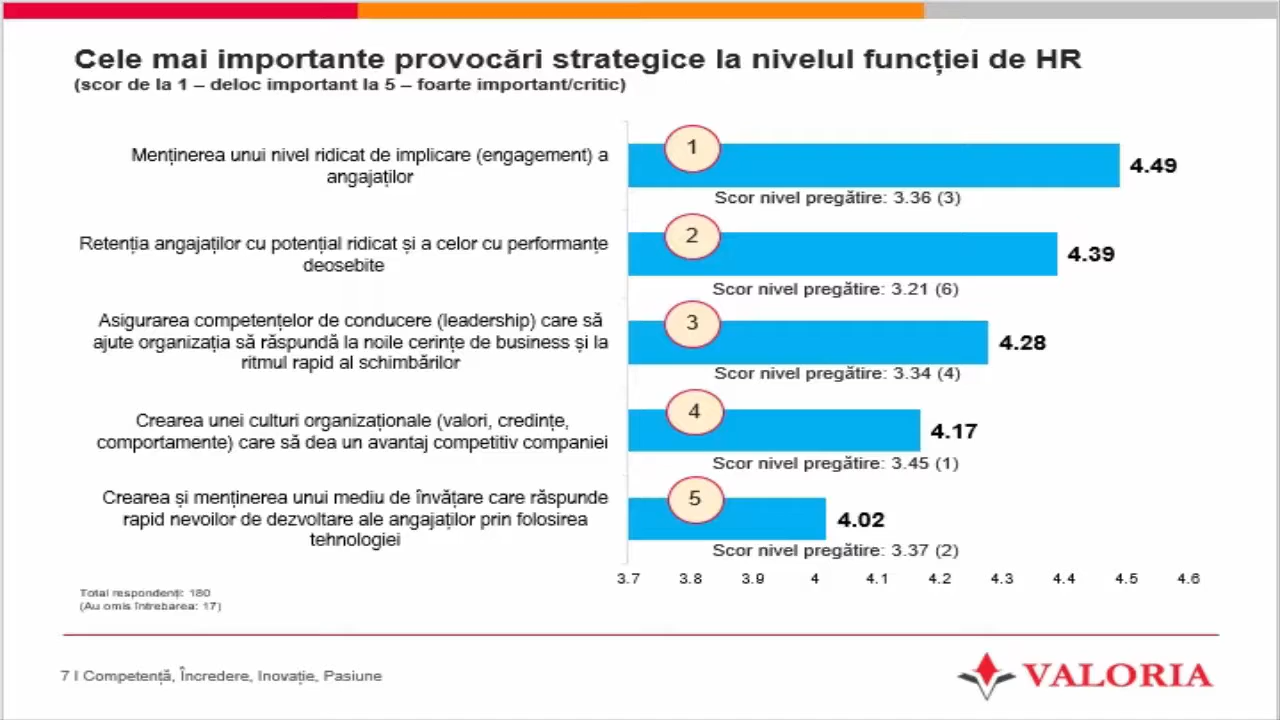 Cele mai importante provocări strategice la nivelul funcției de HR
(scor de la 1 – deloc important la 5 – foarte important/critic)
Menținerea unui nivel ridicat de implicare (engagement) a
angajaților
1
4.49
Scor nivel pregătire: 3.36 (3)
Retenția angajaților cu potențial ridicat și a celor cu performanțe
deosebite
2
4.39
Scor nivel pregătire: 3.21 (6)
Asigurarea competențelor de conducere (leadership) care să
ajute organizația să răspundă la noile cerințe de business și la
ritmul rapid al schimbărilor
3
4.28
Scor nivel pregătire: 3.34 (4)
Crearea unei culturi organizaționale (valori, credințe,
comportamente) care să dea un avantaj competitiv companiei
4
4.17
Scor nivel pregătire: 3.45 (1)
Crearea și menținerea unui mediu de învățare care răspunde
rapid nevoilor de dezvoltare ale angajaților prin folosirea
tehnologiei
5
4.02
Scor nivel pregătire: 3.37 (2)
3.7 3.8 3.9 4 4.1 4.2 4.3 4.4 4.5 4.6
Total respondenți: 180
(Au omis întrebarea: 17)
7 I Competență, Încredere, Inovație, Pasiune
VALORIA